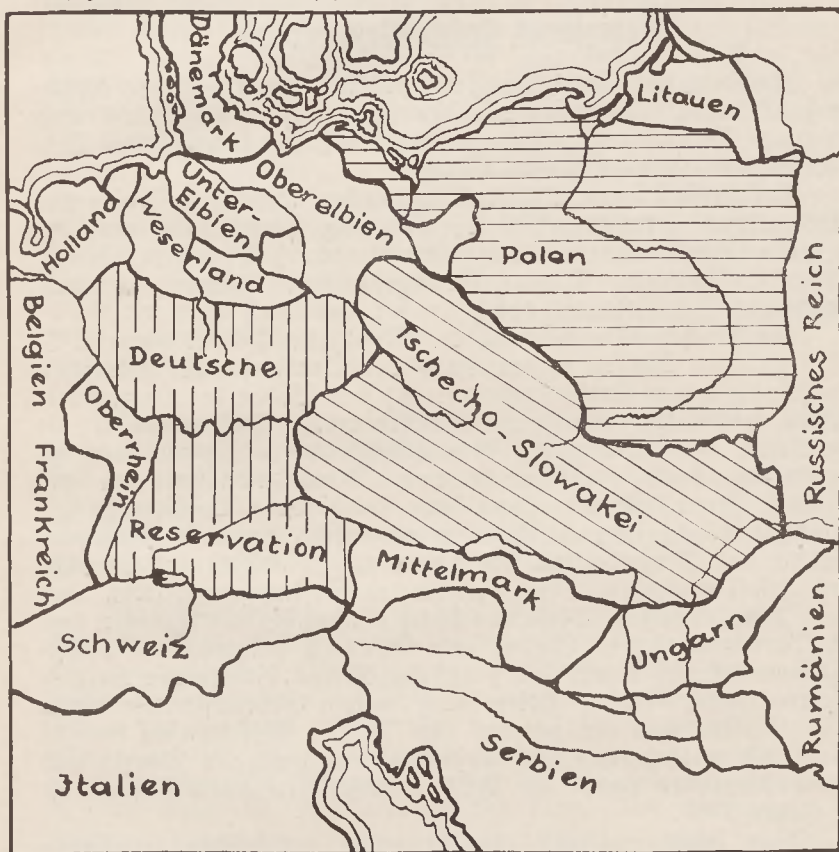 Dänemark
Litauen
Unter-
Elbien
Oberelbien
Holland
Weserland
Polen
Russisches Reich
Belgien
Deutsche
Tschecho-Slowakei
Oberrhein
Frankreich
Reservation
Mittelmark
Schweiz
Ungarn
Rumänien
Serbien
Italien